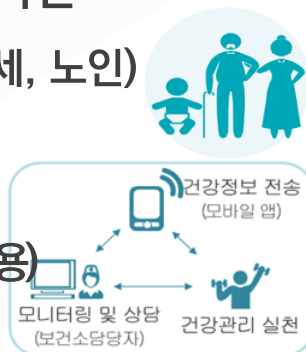 세, 노인)
건강정보 전송
(모바일 앱)
용)
모니터링 및 상담
(보건소담당자)
건강관리 실천